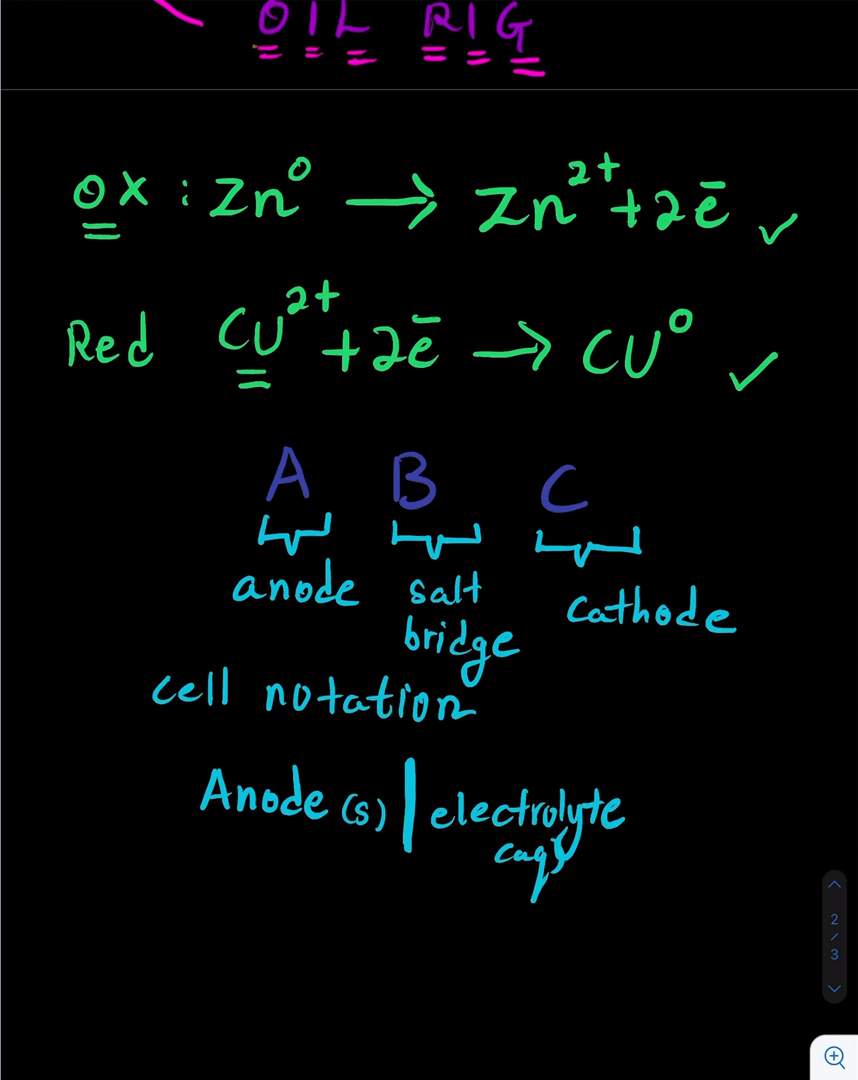 OIL RIG
OX : Zn⁰ → Zn²⁺ + 2ē ✓
Red Cu²⁺ + 2ē → Cu⁰ ✓
A B C
anode salt bridge cathode
cell notation
Anode (s) | electrolyte
(aq)
2
/
3